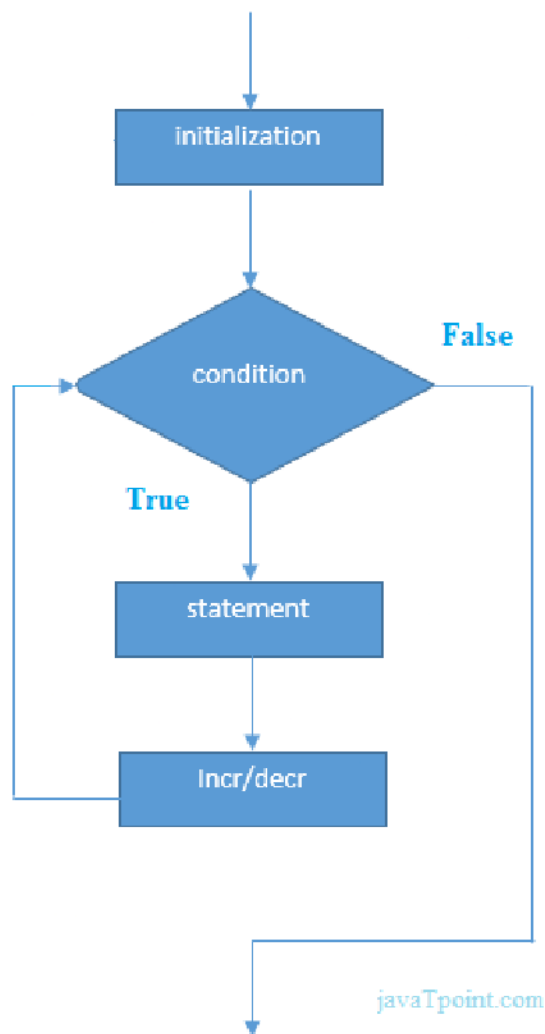 initialization
condition
False
True
statement
Incr/decr
javaTpoint.com